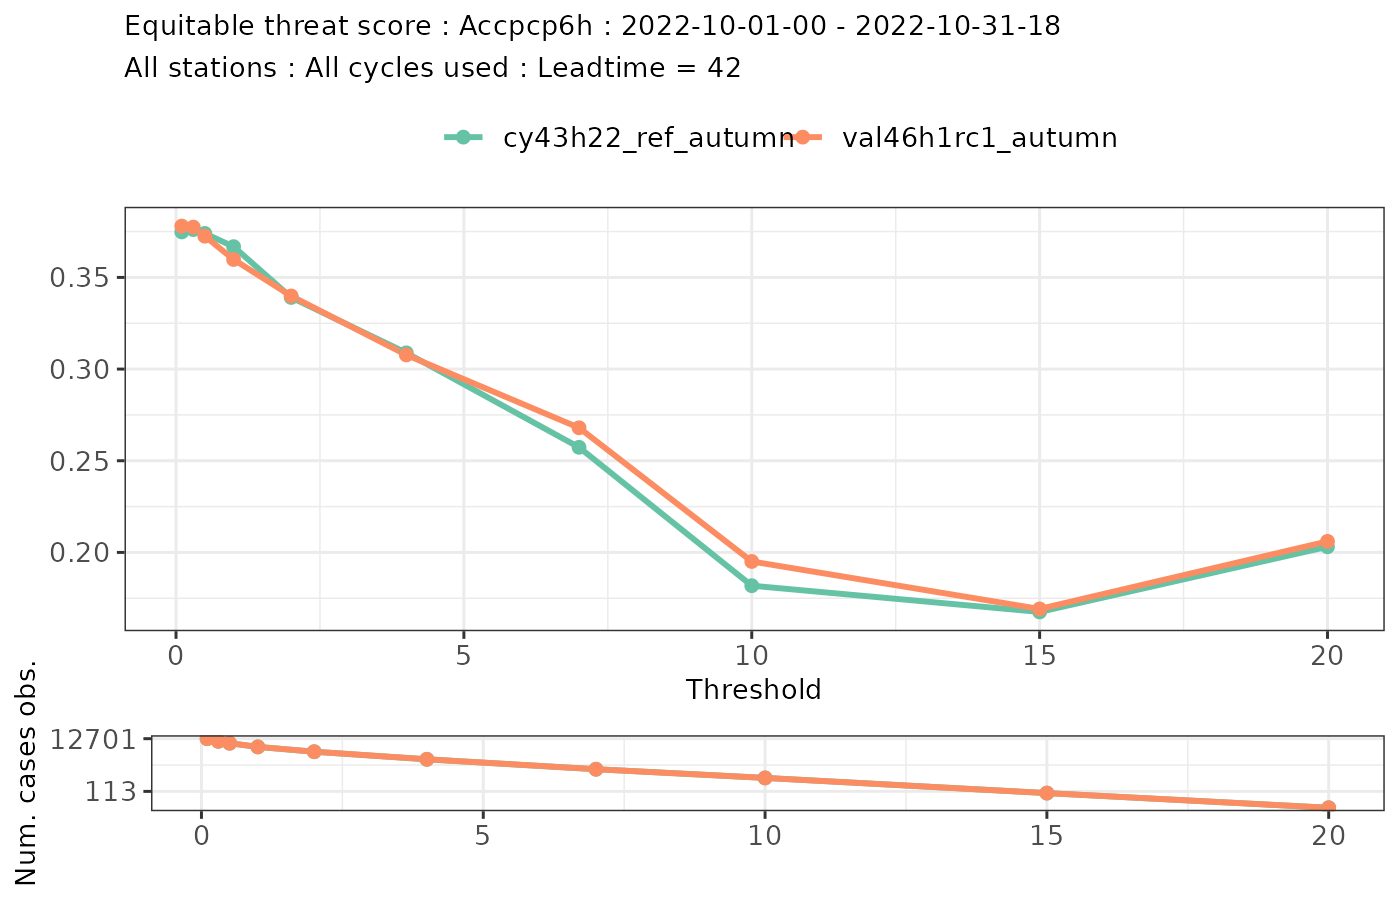 Equitable threat score : Accpcp6h : 2022-10-01-00 - 2022-10-31-18
All stations : All cycles used : Leadtime = 42
cy43h22_ref_autumn val46h1rc1_autumn
0.35
0.30
0.25
0.20
0 5 10 15 20
Threshold
Num. cases obs.
12701
113
0 5 10 15 20